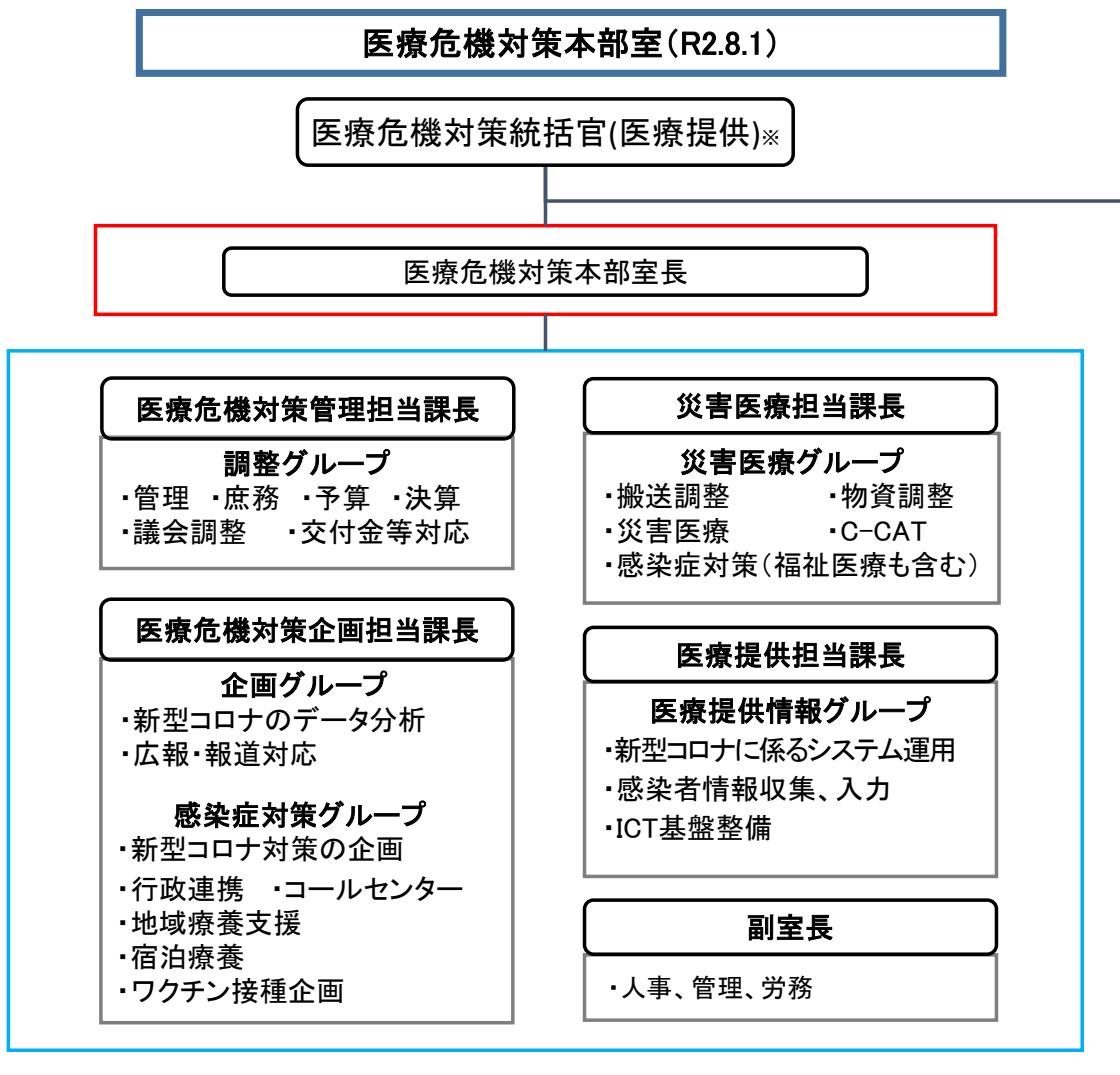 医療危機対策本部室(R2.8.1)
医療危機対策統括官(医療提供)※
医療危機対策本部室長
医療危機対策管理担当課長
調整グループ
・管理 ・庶務 ・予算 ・決算
・議会調整 ・交付金等対応
医療危機対策企画担当課長
企画グループ
・新型コロナのデータ分析
・広報・報道対応
感染症対策グループ
・新型コロナ対策の企画
・行政連携 ・コールセンター
・地域療養支援
・宿泊療養
・ワクチン接種企画
災害医療担当課長
災害医療グループ
・搬送調整 ・物資調整
・災害医療 ・C-CAT
・感染症対策(福祉医療も含む)
医療提供担当課長
医療提供情報グループ
・新型コロナに係るシステム運用
・感染者情報収集、入力
・ICT基盤整備
副室長
・人事、管理、労務